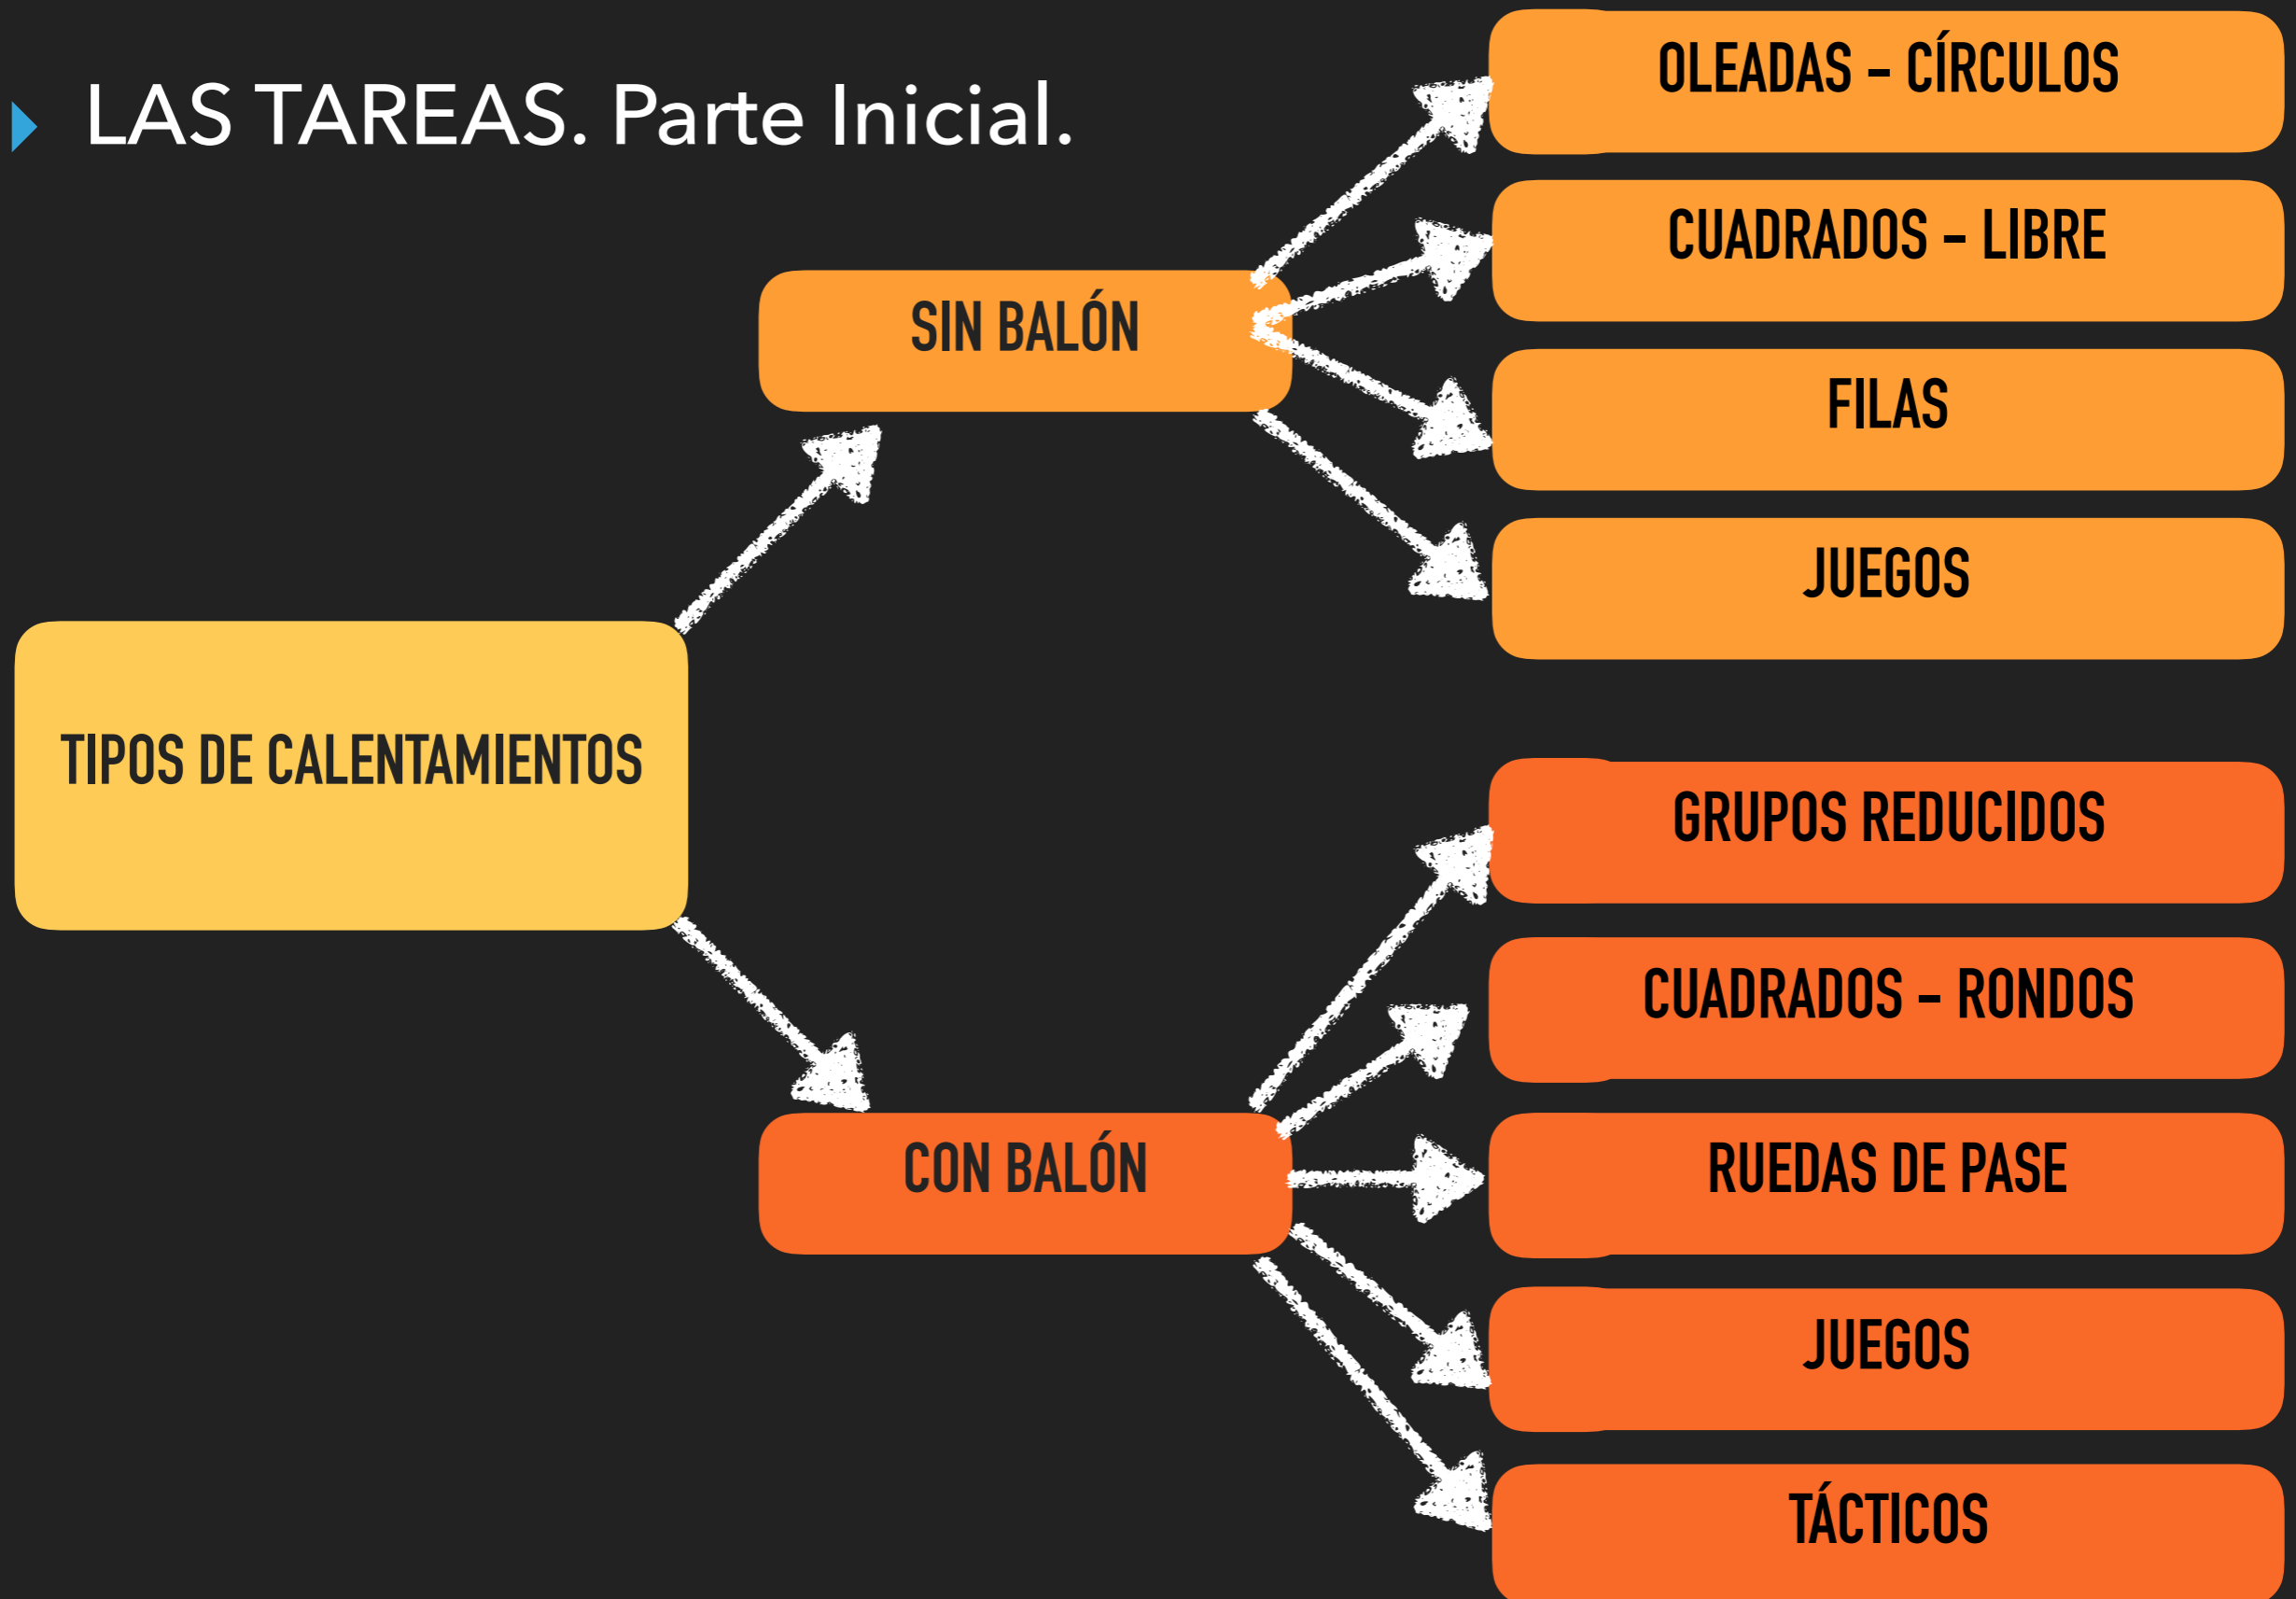 LAS TAREAS. Parte Inicial.
TIPOS DE CALENTAMIENTOS
SIN BALÓN
OLEADAS – CÍRCULOS
CUADRADOS – LIBRE
FILAS
JUEGOS
CON BALÓN
GRUPOS REDUCIDOS
CUADRADOS – RONDOS
RUEDAS DE PASE
JUEGOS
TÁCTICOS